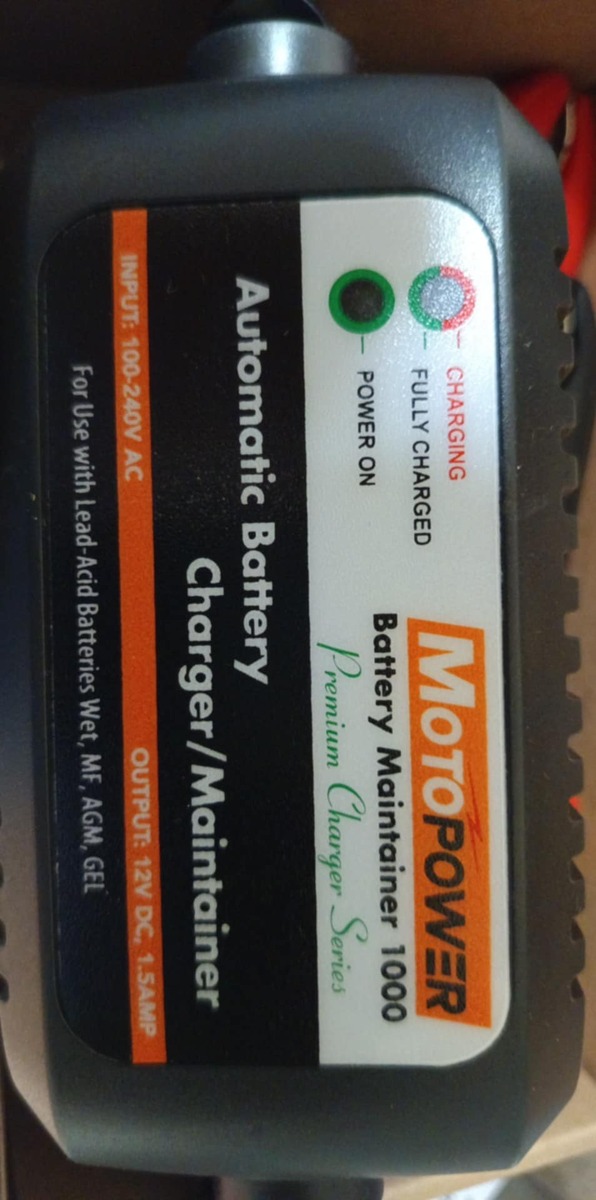 CHARGING
FULLY CHARGED
POWER ON
MOTOPOWER
Battery Maintainer 1000
Premium Charger Series
Automatic Battery
Charger/Maintainer
INPUT: 100-240V AC OUTPUT: 12V DC, 1.5AMP
For Use with Lead-Acid Batteries Wet, MF, AGM, GEL